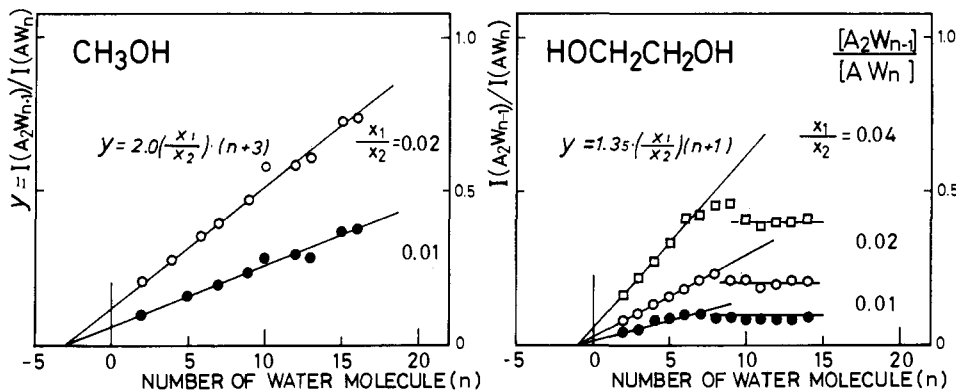 y = I(A₂Wn-1)/I(AWn)
CH₃OH
y = 2.0(x₁/x₂)·(n+3)
x₁/x₂ = 0.02
0.01
1.0
0.5
0
-5 0 5 10 15 20
NUMBER OF WATER MOLECULE(n)
I(A₂Wn-1)/I(AWn)
HOCH₂CH₂OH
[A₂Wn-1]/[AWn]
y = 1.35·(x₁/x₂)(n+1)
x₁/x₂ = 0.04
0.02
0.01
1.0
0.5
0
-5 0 5 10 15 20
NUMBER OF WATER MOLECULE(n)